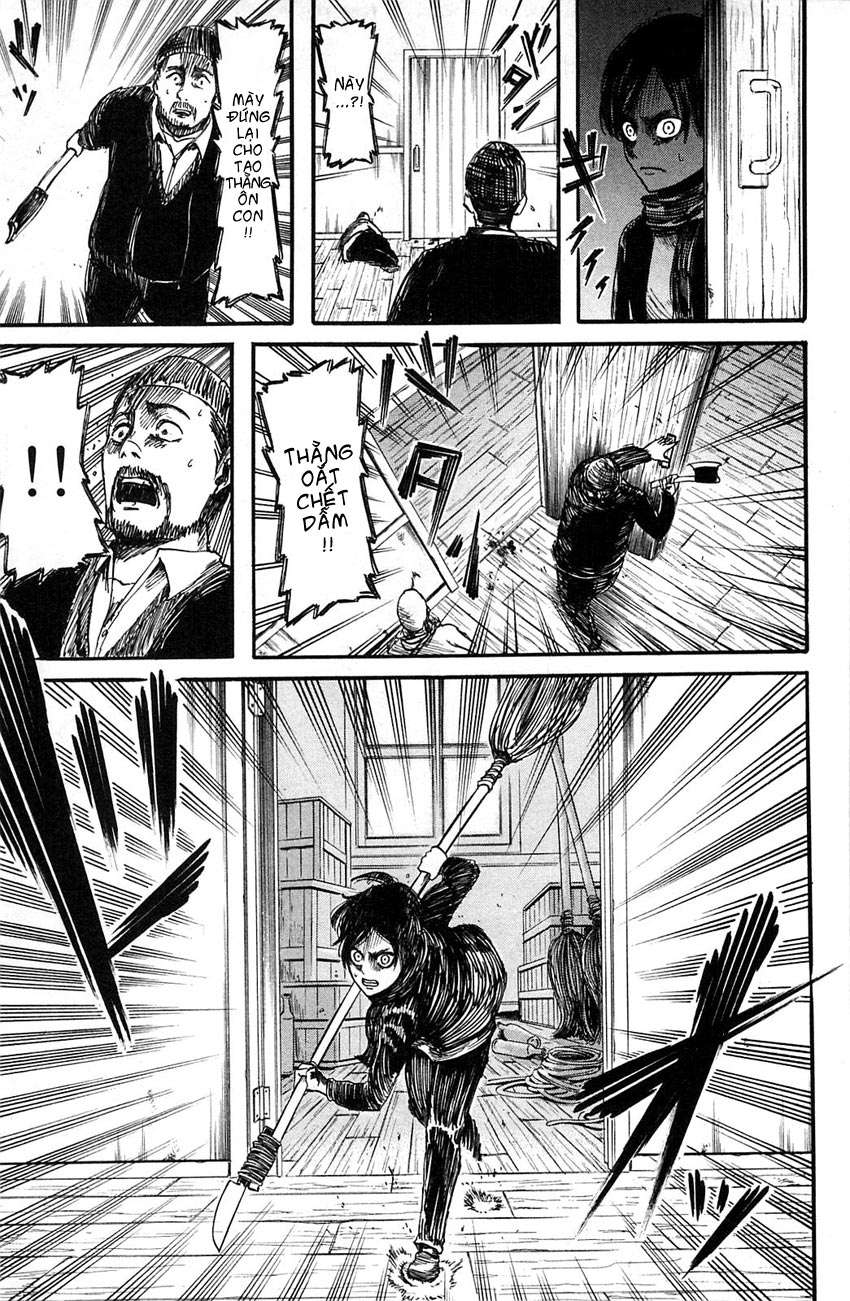 NÀY
...?!
MÀY
ĐỨNG
LẠI
CHO
TAO
THẰNG
ÔN
CON
!!
THẰNG
OẮT
CHẾT
DẪM
!!
!!